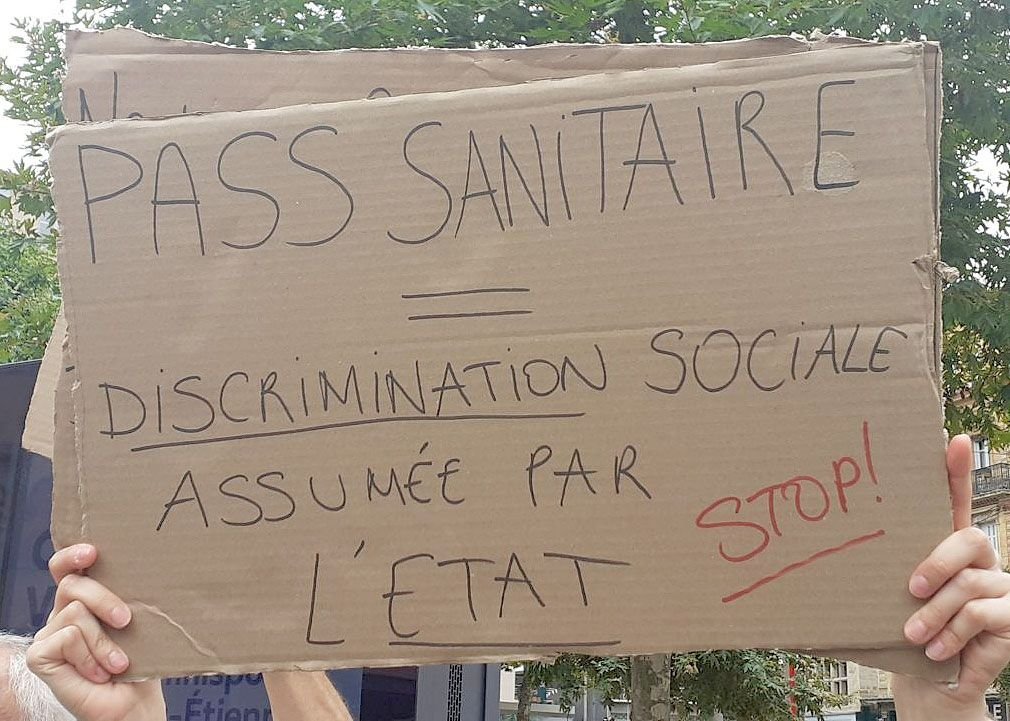 PASS SANITAIRE
=
DISCRIMINATION SOCIALE
ASSUMÉE PAR
L'ETAT
STOP!